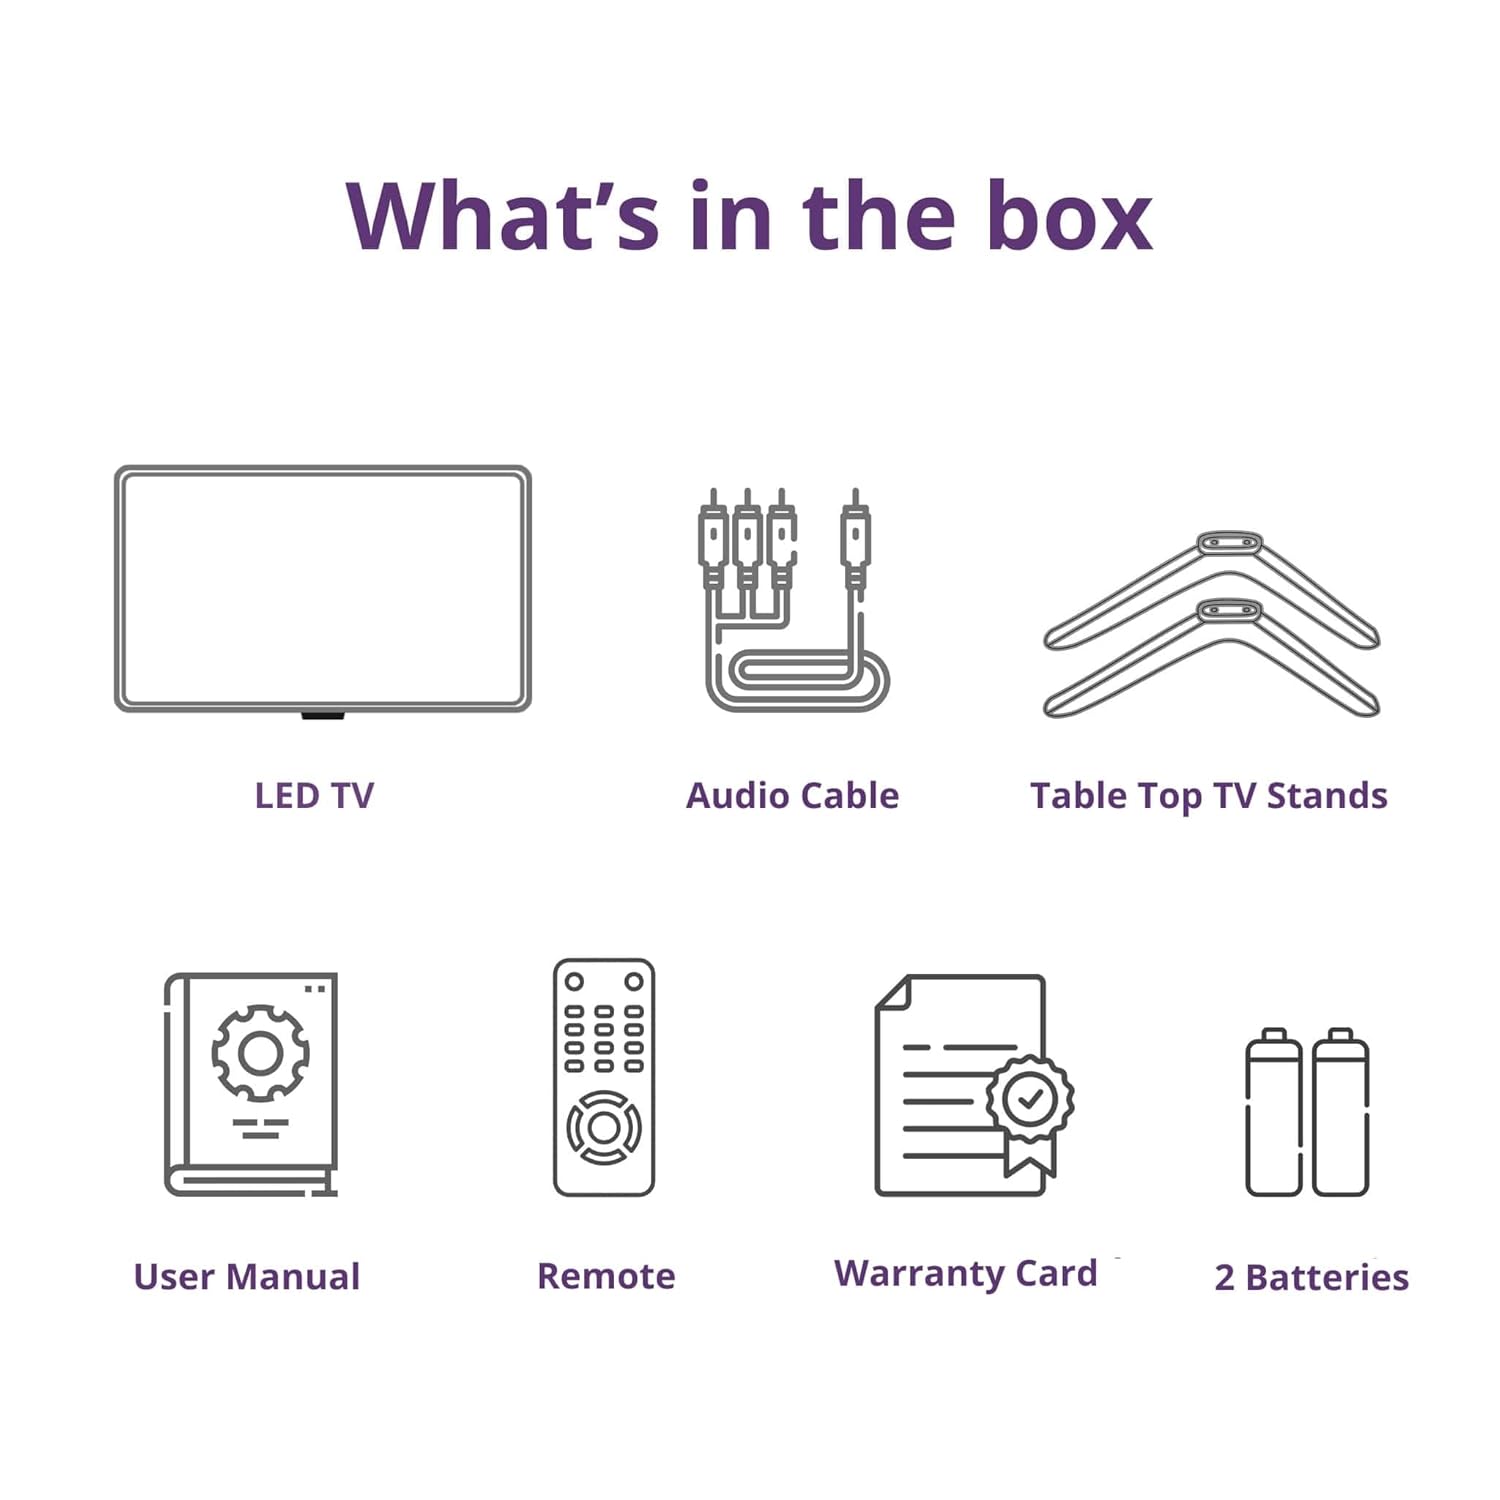 What’s in the box
LED TV
Audio Cable
Table Top TV Stands
User Manual
Remote
Warranty Card
2 Batteries